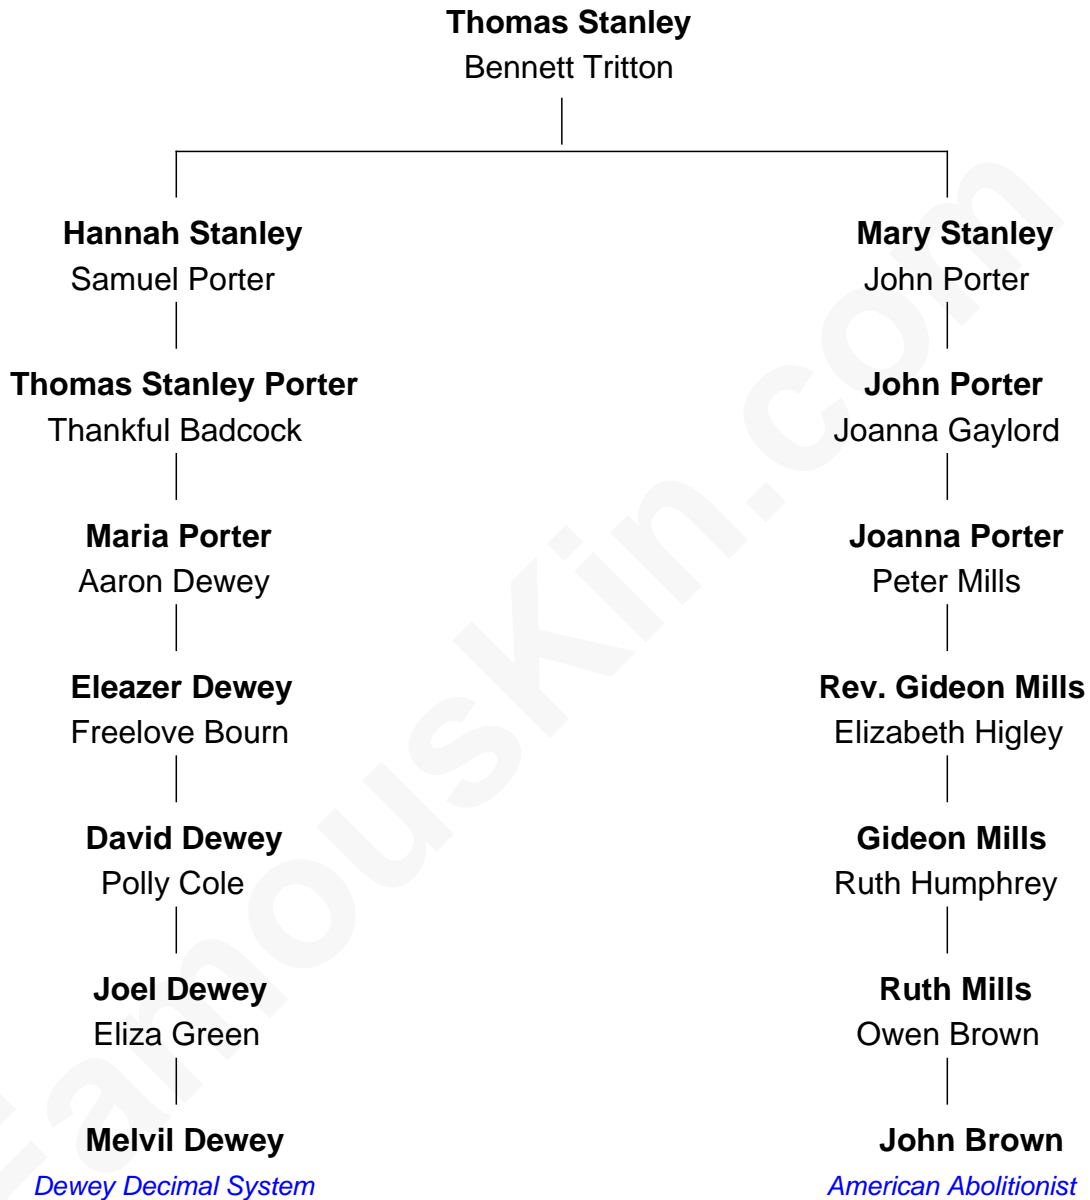 Thomas Stanley
Bennett Tritton
Hannah Stanley
Samuel Porter
Mary Stanley
John Porter
Thomas Stanley Porter
Thankful Badcock
John Porter
Joanna Gaylord
Maria Porter
Aaron Dewey
Joanna Porter
Peter Mills
Eleazer Dewey
Freelove Bourn
Rev. Gideon Mills
Elizabeth Higley
David Dewey
Polly Cole
Gideon Mills
Ruth Humphrey
Joel Dewey
Eliza Green
Ruth Mills
Owen Brown
Melvil Dewey
Dewey Decimal System
John Brown
American Abolitionist
FamousKin.com